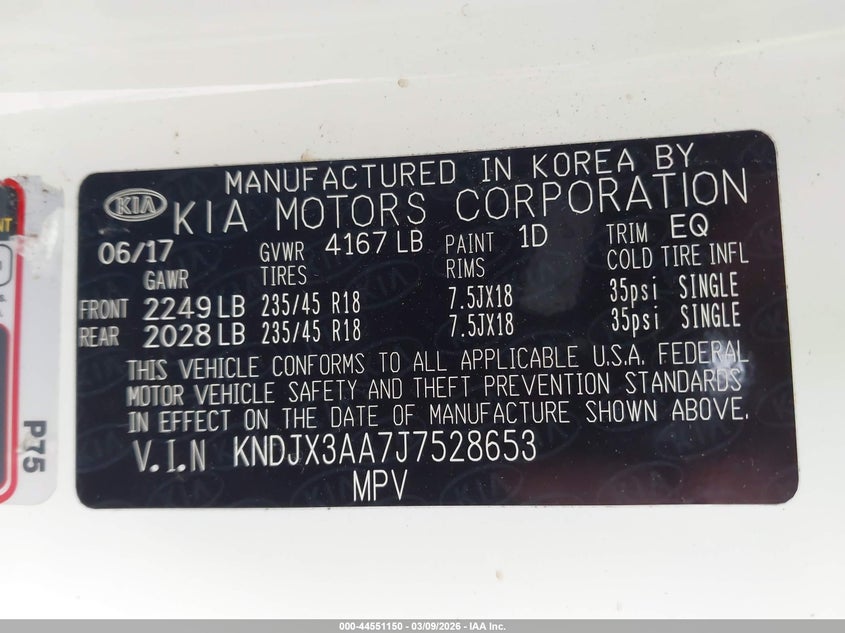 MANUFACTURED IN KOREA BY
KIA KIA MOTORS CORPORATION
06/17 GVWR 4167 LB PAINT 1D TRIM EQ
GAWR TIRES RIMS COLD TIRE INFL
FRONT 2249 LB 235/45 R18 7.5JX18 35psi SINGLE
REAR 2028 LB 235/45 R18 7.5JX18 35psi SINGLE
THIS VEHICLE CONFORMS TO ALL APPLICABLE U.S.A. FEDERAL
MOTOR VEHICLE SAFETY AND THEFT PREVENTION STANDARDS
IN EFFECT ON THE DATE OF MANUFACTURE SHOWN ABOVE.
V.I.N KNDJX3AA7J7528653
MPV
P75
000-44551150 - 03/09/2026 - IAA Inc.